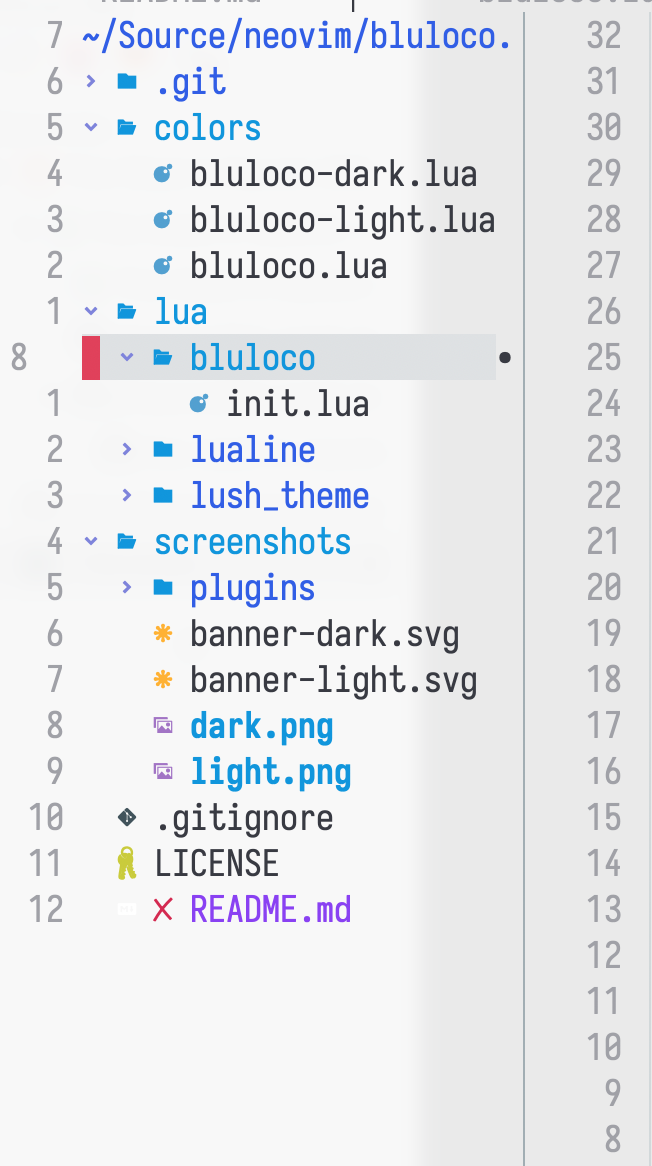 7 ~/Source/neovim/bluloco. 32
6 .git 31
5 colors 30
4 bluloco-dark.lua 29
3 bluloco-light.lua 28
2 bluloco.lua 27
1 lua 26
8 bluloco 25
1 init.lua 24
2 lualine 23
3 lush_theme 22
4 screenshots 21
5 plugins 20
6 banner-dark.svg 19
7 banner-light.svg 18
8 dark.png 17
9 light.png 16
10 .gitignore 15
11 LICENSE 14
12 README.md 13
12
11
10
9
8